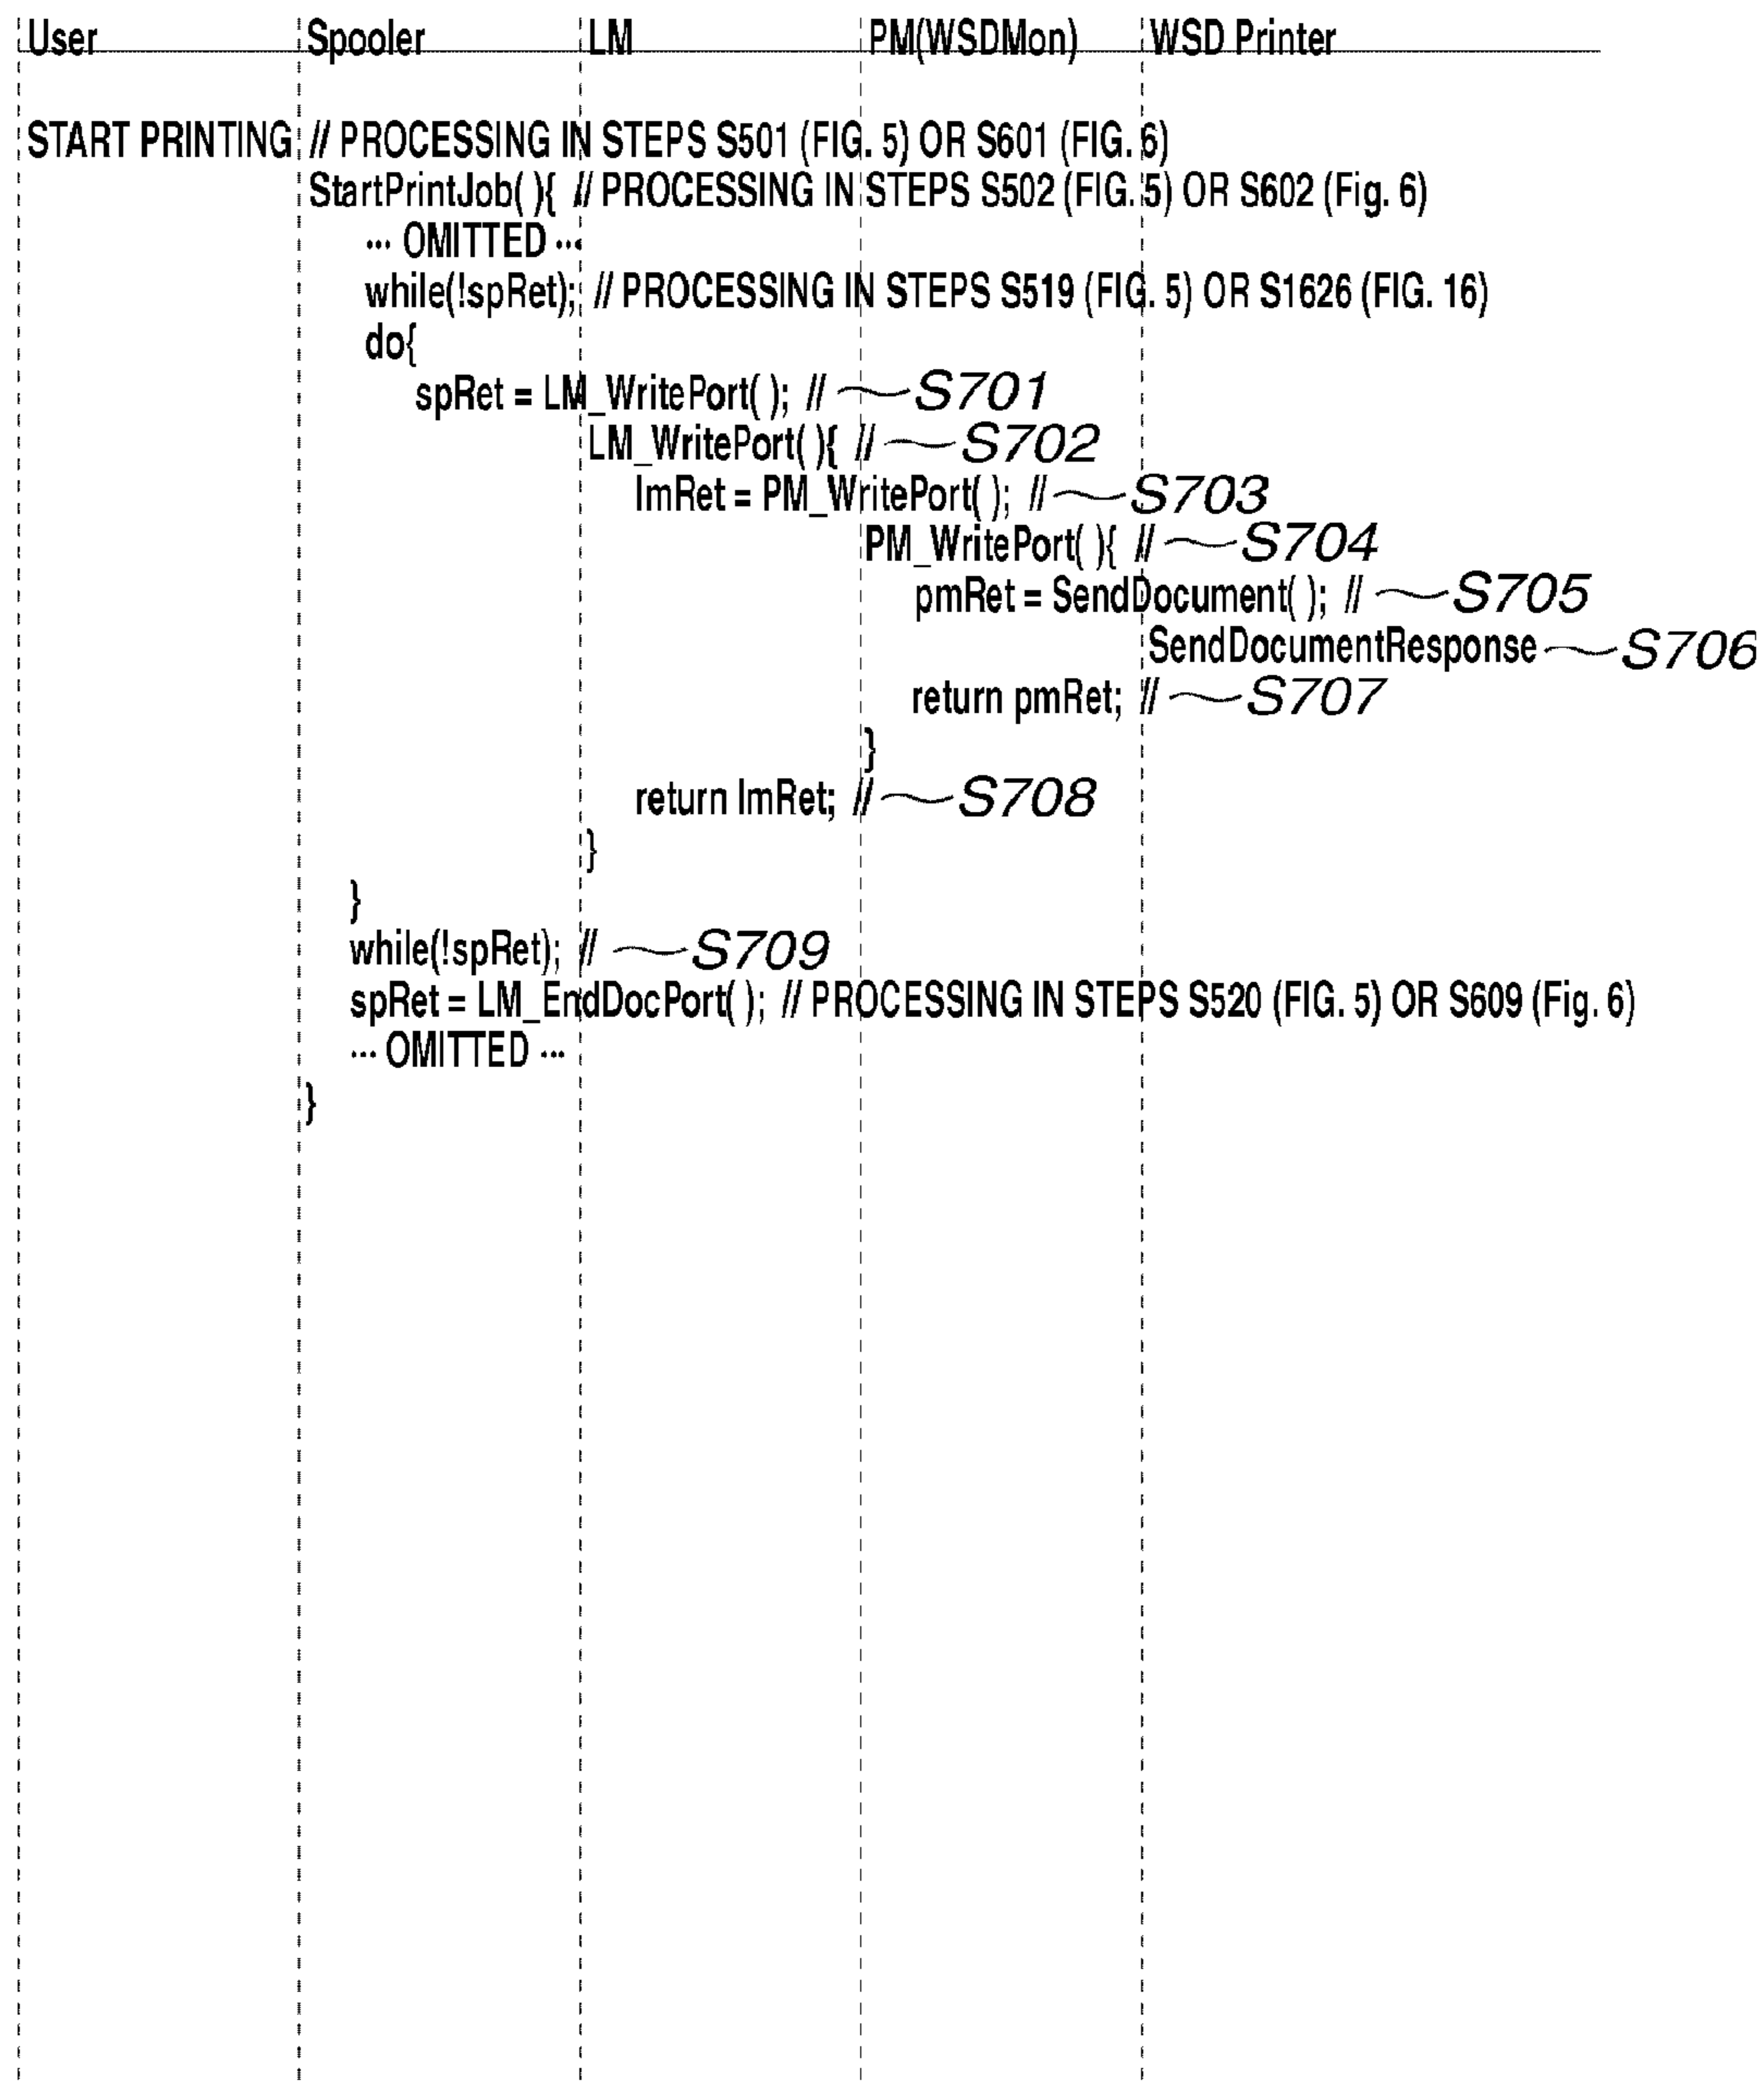 User Spooler LM PM(WSDMon) WSD Printer
START PRINTING // PROCESSING IN STEPS S501 (FIG. 5) OR S601 (FIG. 6)
StartPrintJob( ){ // PROCESSING IN STEPS S502 (FIG. 5) OR S602 (Fig. 6)
··· OMITTED ···
while(!spRet); // PROCESSING IN STEPS S519 (FIG. 5) OR S1626 (FIG. 16)
do{
spRet = LM_WritePort( ); // S701
LM_WritePort( ){ // S702
lmRet = PM_WritePort( ); // S703
PM_WritePort( ){ // S704
pmRet = SendDocument( ); // S705
SendDocumentResponse S706
return pmRet; // S707
}
return lmRet; // S708
}
}
while(!spRet); // S709
spRet = LM_EndDocPort( ); // PROCESSING IN STEPS S520 (FIG. 5) OR S609 (Fig. 6)
··· OMITTED ···
}